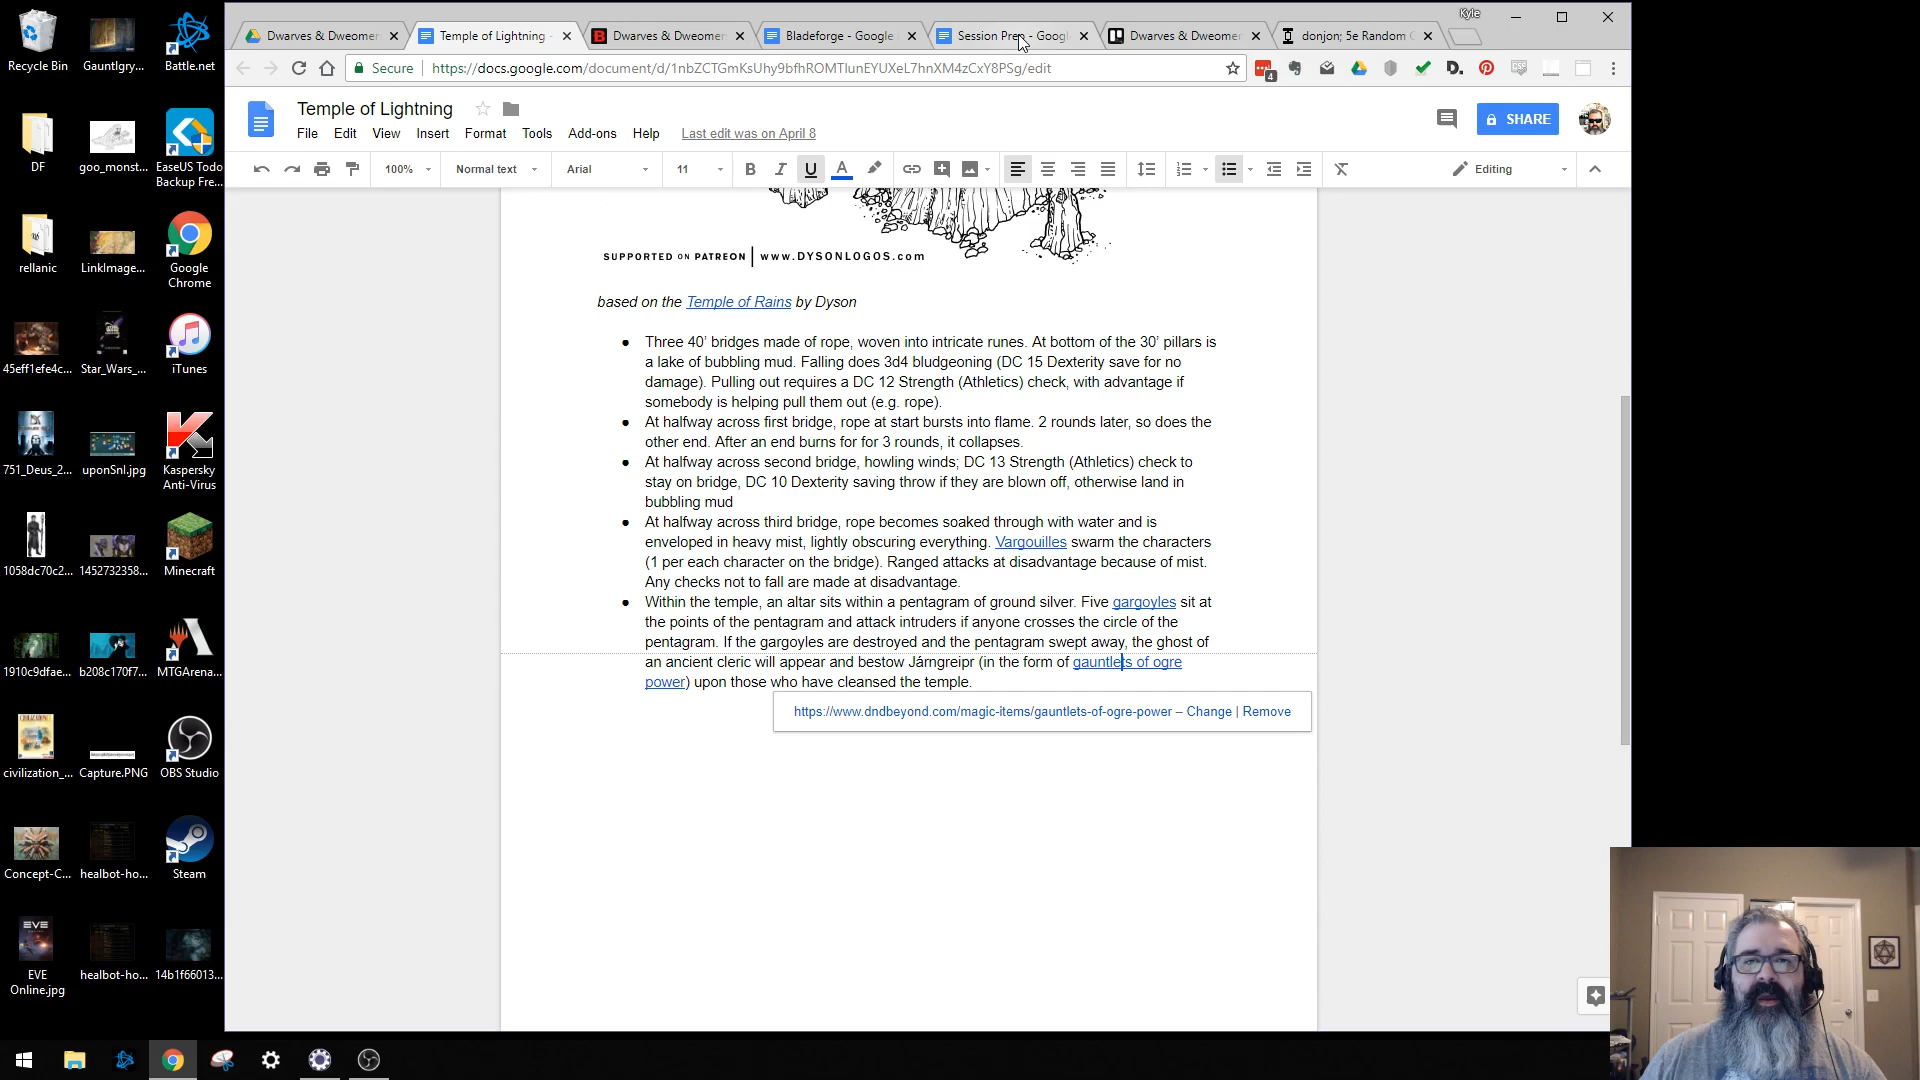 Dwarves & Dweomer
Temple of Lightning -
Dwarves & Dweomer
Bladeforge - Google
Session Prep - Googl
Dwarves & Dweomer
donjon; 5e Random
Kyle
Secure
https://docs.google.com/document/d/1nbZCTGmKsUhy9bfhROMTlunEYUXeL7hnXM4zCxY8PSg/edit
4
Temple of Lightning
SHARE
File Edit View Insert Format Tools Add-ons Help Last edit was on April 8
100% Normal text Arial 11 B I U A Editing
SUPPORTED ON PATREON | www.DYSONLOGOS.com
based on the Temple of Rains by Dyson
● Three 40’ bridges made of rope, woven into intricate runes. At bottom of the 30’ pillars is
a lake of bubbling mud. Falling does 3d4 bludgeoning (DC 15 Dexterity save for no
damage). Pulling out requires a DC 12 Strength (Athletics) check, with advantage if
somebody is helping pull them out (e.g. rope).
● At halfway across first bridge, rope at start bursts into flame. 2 rounds later, so does the
other end. After an end burns for for 3 rounds, it collapses.
● At halfway across second bridge, howling winds; DC 13 Strength (Athletics) check to
stay on bridge, DC 10 Dexterity saving throw if they are blown off, otherwise land in
bubbling mud
● At halfway across third bridge, rope becomes soaked through with water and is
enveloped in heavy mist, lightly obscuring everything. Vargouilles swarm the characters
(1 per each character on the bridge). Ranged attacks at disadvantage because of mist.
Any checks not to fall are made at disadvantage.
● Within the temple, an altar sits within a pentagram of ground silver. Five gargoyles sit at
the points of the pentagram and attack intruders if anyone crosses the circle of the
pentagram. If the gargoyles are destroyed and the pentagram swept away, the ghost of
an ancient cleric will appear and bestow Járngreipr (in the form of gauntlets of ogre
power) upon those who have cleansed the temple.
https://www.dndbeyond.com/magic-items/gauntlets-of-ogre-power – Change | Remove
Recycle Bin
Gauntlgry...
Battle.net
DF
goo_monst...
EaseUS Todo
Backup Fre...
rellanic
LinkImage...
Google
Chrome
45eff1efe4c...
Star_Wars_...
iTunes
751_Deus_2...
uponSnl.jpg
Kaspersky
Anti-Virus
1058dc70c2...
1452732358...
Minecraft
1910c9dfae...
b208c170f7...
MTGArena...
civilization_...
Capture.PNG
OBS Studio
Concept-C...
healbot-ho...
Steam
EVE
EVE
Online.jpg
healbot-ho...
14b1f66013...